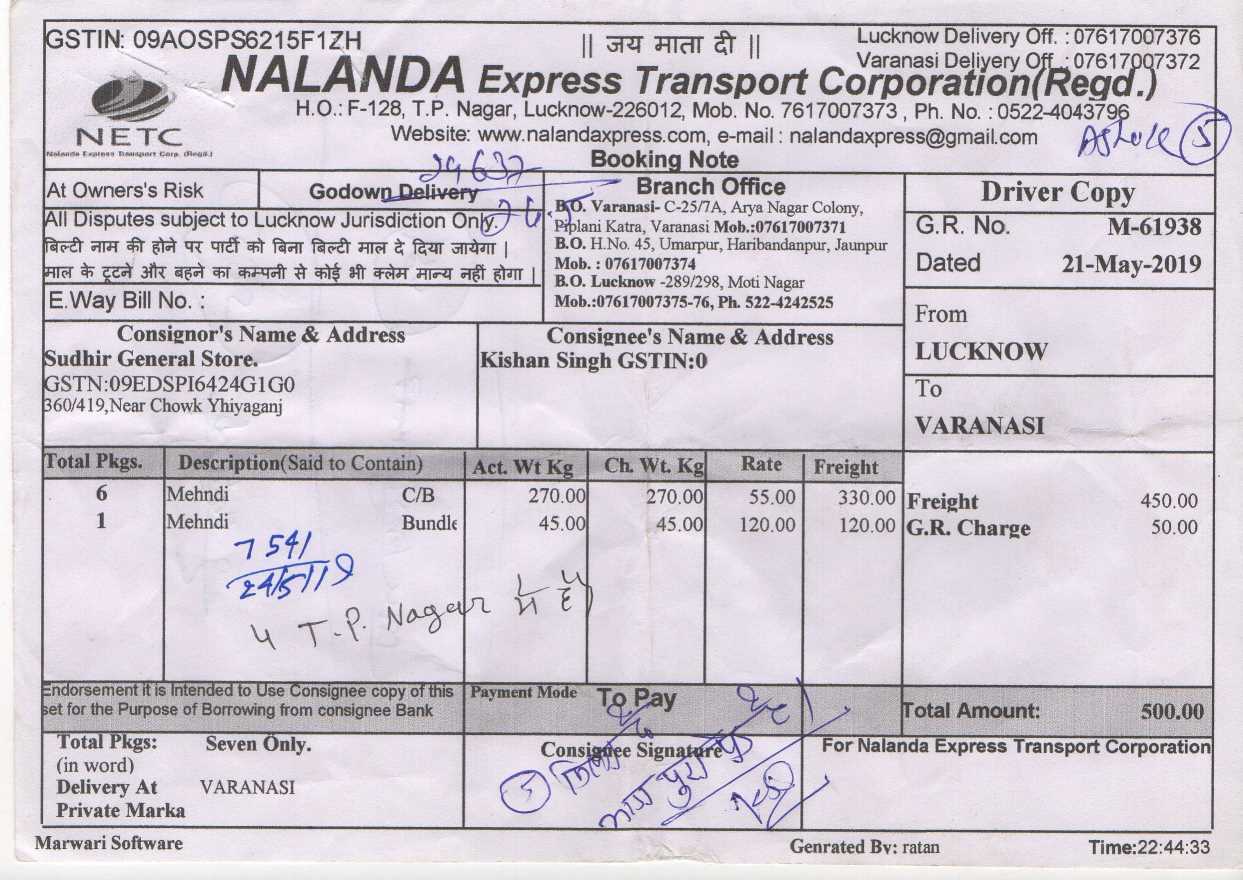 GSTIN: 09AOSPS6215F1ZH
|| जय माता दी ||
Lucknow Delivery Off. : 07617007376
Varanasi Delivery Off. : 07617007372
NALANDA Express Transport Corporation(Regd.)
NETC
Nalanda Express Transport Corp. (Regd.)
H.O.: F-128, T.P. Nagar, Lucknow-226012, Mob. No. 7617007373 , Ph. No. : 0522-4043796
Website: www.nalandaxpress.com, e-mail : nalandaxpress@gmail.com
Ashok 5
Booking Note
29637
At Owners's Risk
Godown Delivery
All Disputes subject to Lucknow Jurisdiction Only.
26.5
बिल्टी नाम की होने पर पार्टी को बिना बिल्टी माल दे दिया जायेगा |
माल के टूटने और बहने का कम्पनी से कोई भी क्लेम मान्य नहीं होगा |
E.Way Bill No. :
Branch Office
B.O. Varanasi- C-25/7A, Arya Nagar Colony,
Piplani Katra, Varanasi Mob.:07617007371
B.O. H.No. 45, Umarpur, Haribandanpur, Jaunpur
Mob. : 07617007374
B.O. Lucknow -289/298, Moti Nagar
Mob.:07617007375-76, Ph. 522-4242525
Driver Copy
G.R. No. M-61938
Dated 21-May-2019
From
LUCKNOW
To
VARANASI
Consignor's Name & Address
Sudhir General Store.
GSTN:09EDSPI6424G1G0
360/419,Near Chowk Yhiyaganj
Consignee's Name & Address
Kishan Singh GSTIN:0
Total Pkgs. Description(Said to Contain) Act. Wt Kg Ch. Wt. Kg Rate Freight
6 Mehndi C/B 270.00 270.00 55.00 330.00
1 Mehndi Bundle 45.00 45.00 120.00 120.00
Freight 450.00
G.R. Charge 50.00
7541
24/5/19
4 T.P. Nagar में है
Endorsement it is Intended to Use Consignee copy of this
set for the Purpose of Borrowing from consignee Bank
Payment Mode To Pay
Total Amount: 500.00
Total Pkgs: Seven Only.
(in word)
Delivery At VARANASI
Private Marka
Consignee Signature
5 मिला
माल पुरा
For Nalanda Express Transport Corporation
Marwari Software
Genrated By: ratan
Time:22:44:33